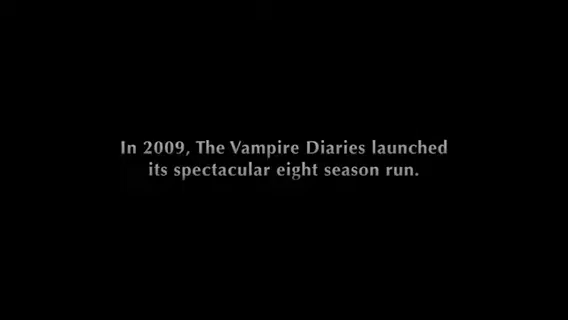 In 2009, The Vampire Diaries launched
its spectacular eight season run.